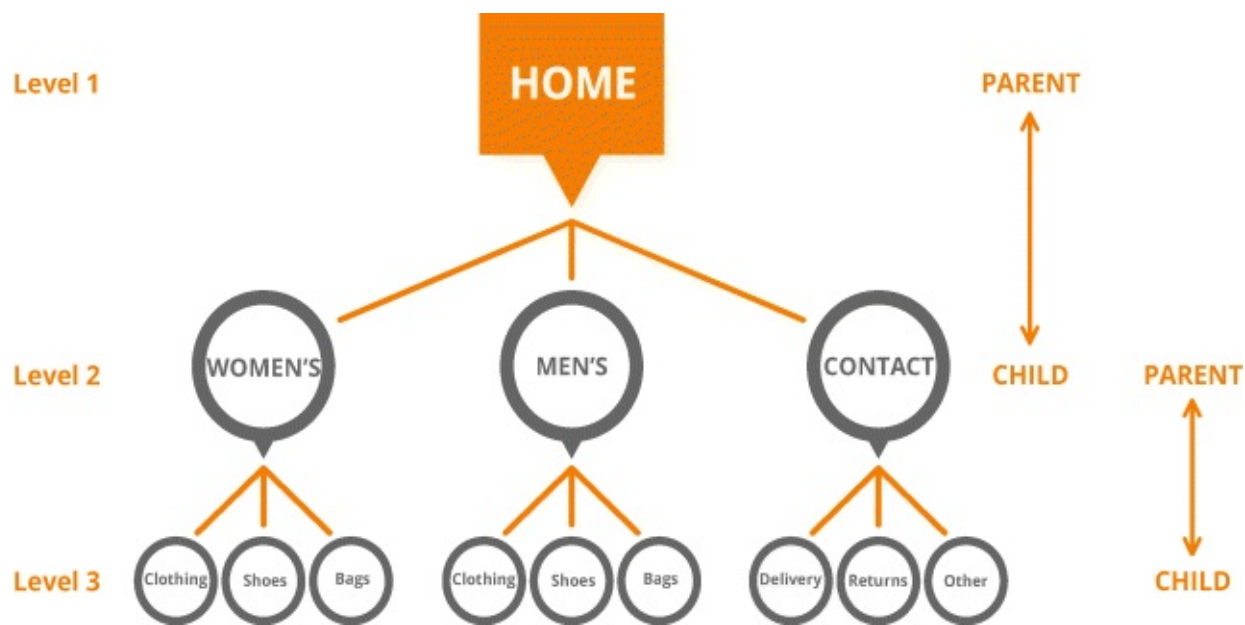 HOME
Level 1
PARENT
WOMEN'S
MEN'S
CONTACT
Level 2
CHILD
PARENT
Level 3
Clothing
Shoes
Bags
Clothing
Shoes
Bags
Delivery
Returns
Other
CHILD